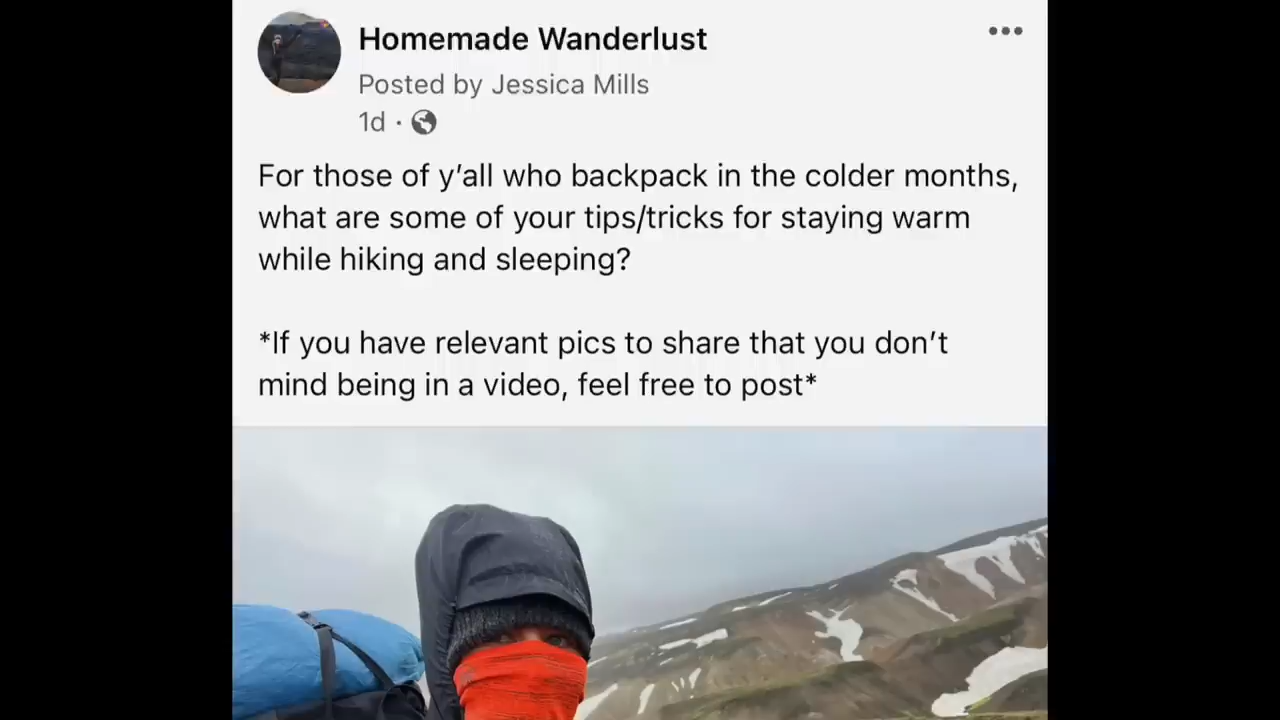 Homemade Wanderlust
Posted by Jessica Mills
1d ·
For those of y’all who backpack in the colder months,
what are some of your tips/tricks for staying warm
while hiking and sleeping?
*If you have relevant pics to share that you don’t
mind being in a video, feel free to post*